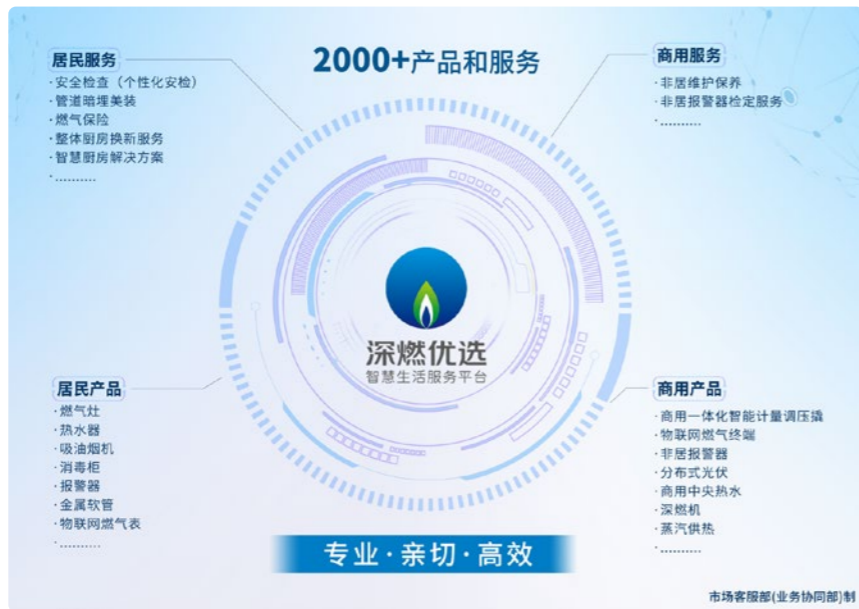 2000+产品和服务
居民服务
·安全检查（个性化安检）
·管道暗埋美装
·燃气保险
·整体厨房换新服务
·智慧厨房解决方案
·..........
商用服务
·非居维护保养
·非居报警器检定服务
·..........
深燃优选
智慧生活服务平台
居民产品
·燃气灶
·热水器
·吸油烟机
·消毒柜
·报警器
·金属软管
·物联网燃气表
·..........
商用产品
·商用一体化智能计量调压撬
·物联网燃气终端
·非居报警器
·分布式光伏
·商用中央热水
·深燃机
·蒸汽供热
·..........
专业·亲切·高效
市场客服部(业务协同部)制